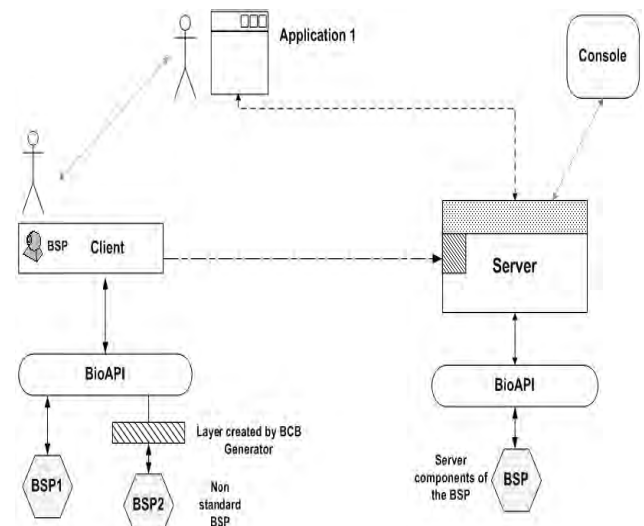 Application 1
Console
BSP Client
Server
BioAPI
BioAPI
Layer created by BCB
Generator
BSP1
BSP2
Non
standard
BSP
Server
components of
the BSP
BSP